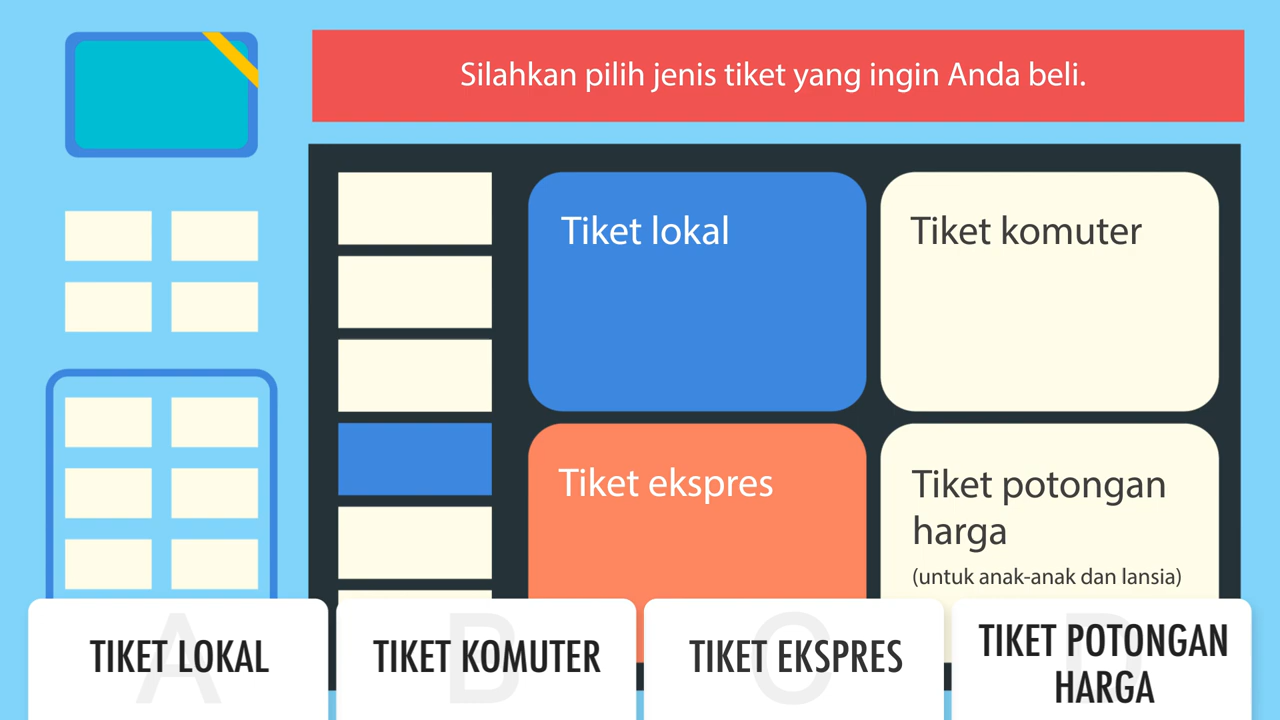 Silahkan pilih jenis tiket yang ingin Anda beli.
Tiket lokal
Tiket komuter
Tiket ekspres
Tiket potongan
harga
(untuk anak-anak dan lansia)
A
TIKET LOKAL
B
TIKET KOMUTER
C
TIKET EKSPRES
D
TIKET POTONGAN
HARGA